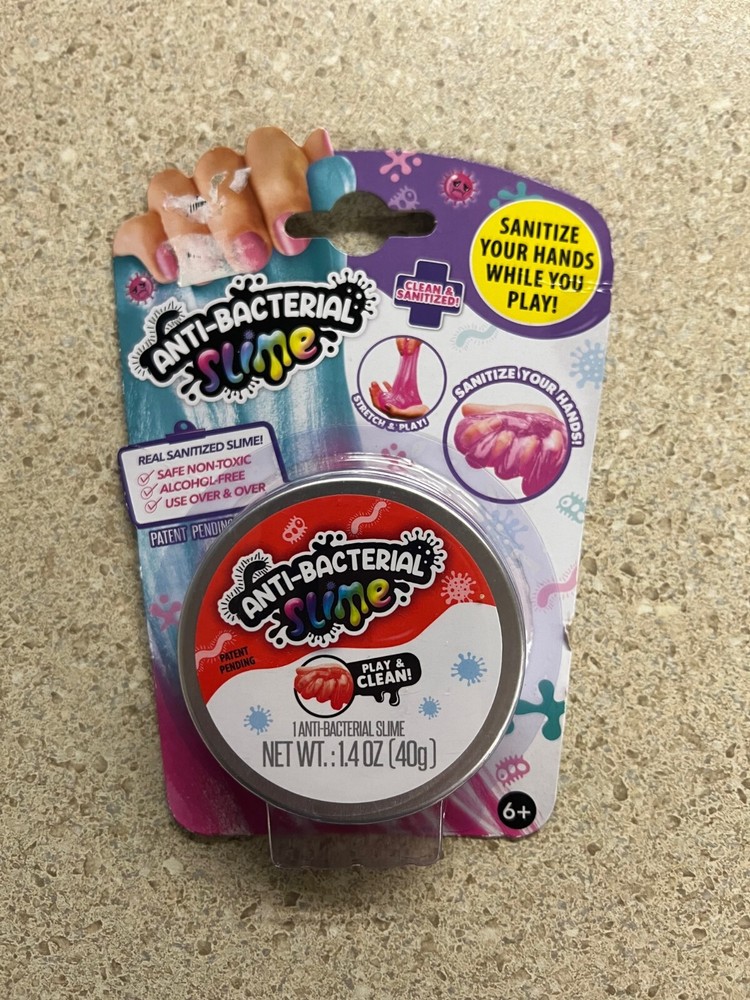 SANITIZE
YOUR HANDS
WHILE YOU
PLAY!
CLEAN &
SANITIZED!
ANTI-BACTERIAL
Slime
STRETCH & PLAY!
SANITIZE YOUR HANDS!
REAL SANITIZED SLIME!
SAFE NON-TOXIC
ALCOHOL-FREE
USE OVER & OVER
PATENT PENDING
ANTI-BACTERIAL
Slime
PATENT
PENDING
PLAY &
CLEAN!
1 ANTI-BACTERIAL SLIME
NET WT.: 1.4 OZ (40g)
6+